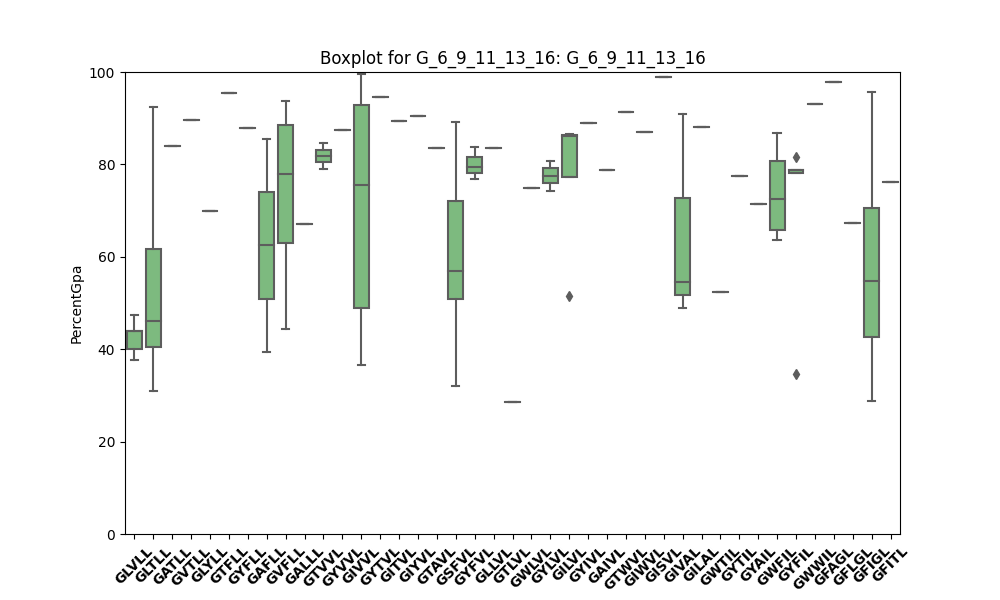 Boxplot for G_6_9_11_13_16: G_6_9_11_13_16
PercentGpa
100
80
60
40
20
0
GLVLL
GLTLL
GATLL
GVTLL
GLYLL
GTFLL
GYFLL
GAFLL
GVFLL
GALLL
GTVVL
GYVVL
GIVVL
GYTVL
GITVL
GIYVL
GTAVL
GSFVL
GYFVL
GLLVL
GTLVL
GWLVL
GYLVL
GILVL
GYIVL
GAIVL
GTWVL
GIWVL
GISVL
GIVAL
GILAL
GWTIL
GYTIL
GYAIL
GWFIL
GYFIL
GWWIL
GFAGL
GFLGL
GFIGL
GFITL